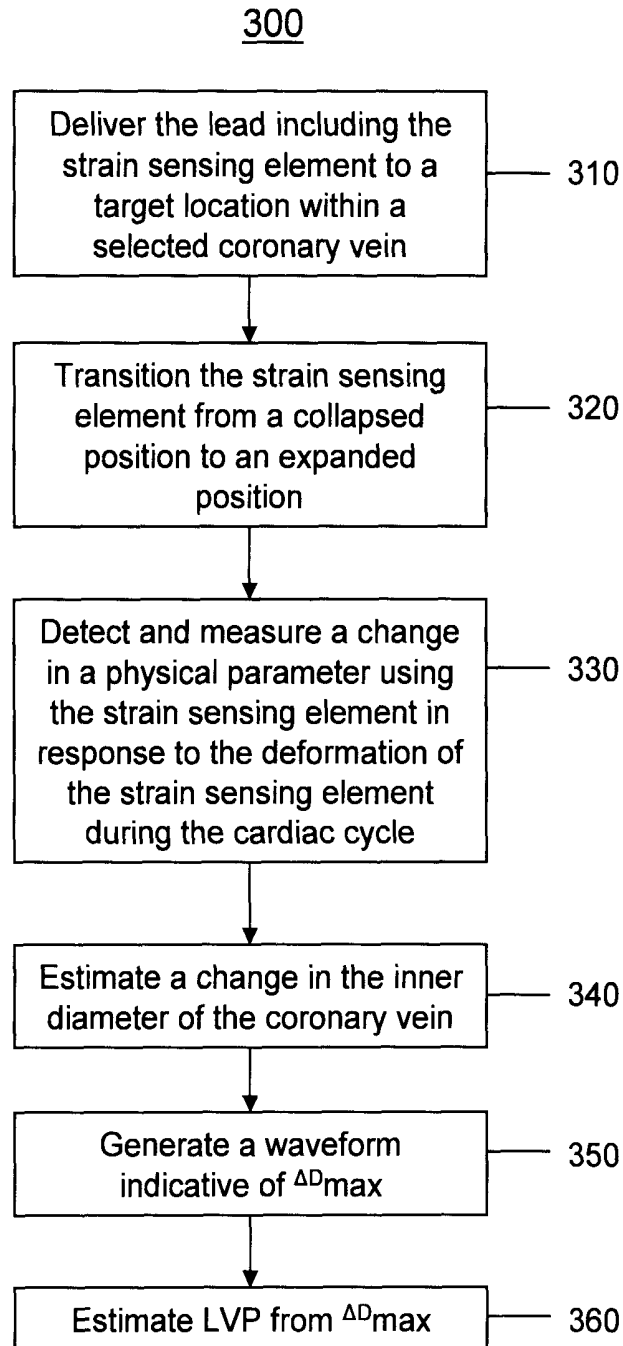 300
Deliver the lead including the
strain sensing element to a
target location within a
selected coronary vein
310
Transition the strain sensing
element from a collapsed
position to an expanded
position
320
Detect and measure a change
in a physical parameter using
the strain sensing element in
response to the deformation of
the strain sensing element
during the cardiac cycle
330
Estimate a change in the inner
diameter of the coronary vein
340
Generate a waveform
indicative of ΔDmax
350
Estimate LVP from ΔDmax
360